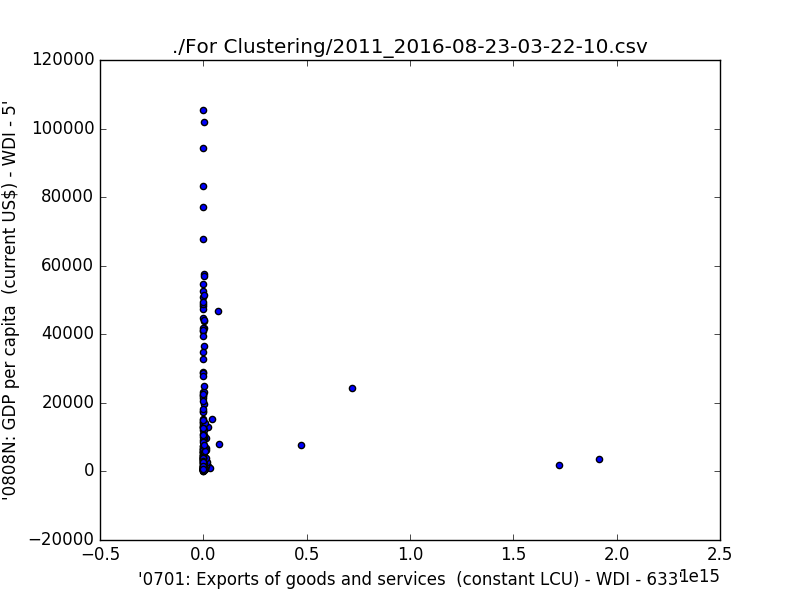 ./For Clustering/2011_2016-08-23-03-22-10.csv
120000
100000
80000
60000
40000
20000
0
−20000
'0808N: GDP per capita  (current US$) - WDI - 5'
−0.5 0.0 0.5 1.0 1.5 2.0 2.5
'0701: Exports of goods and services  (constant LCU) - WDI - 633'
1e15